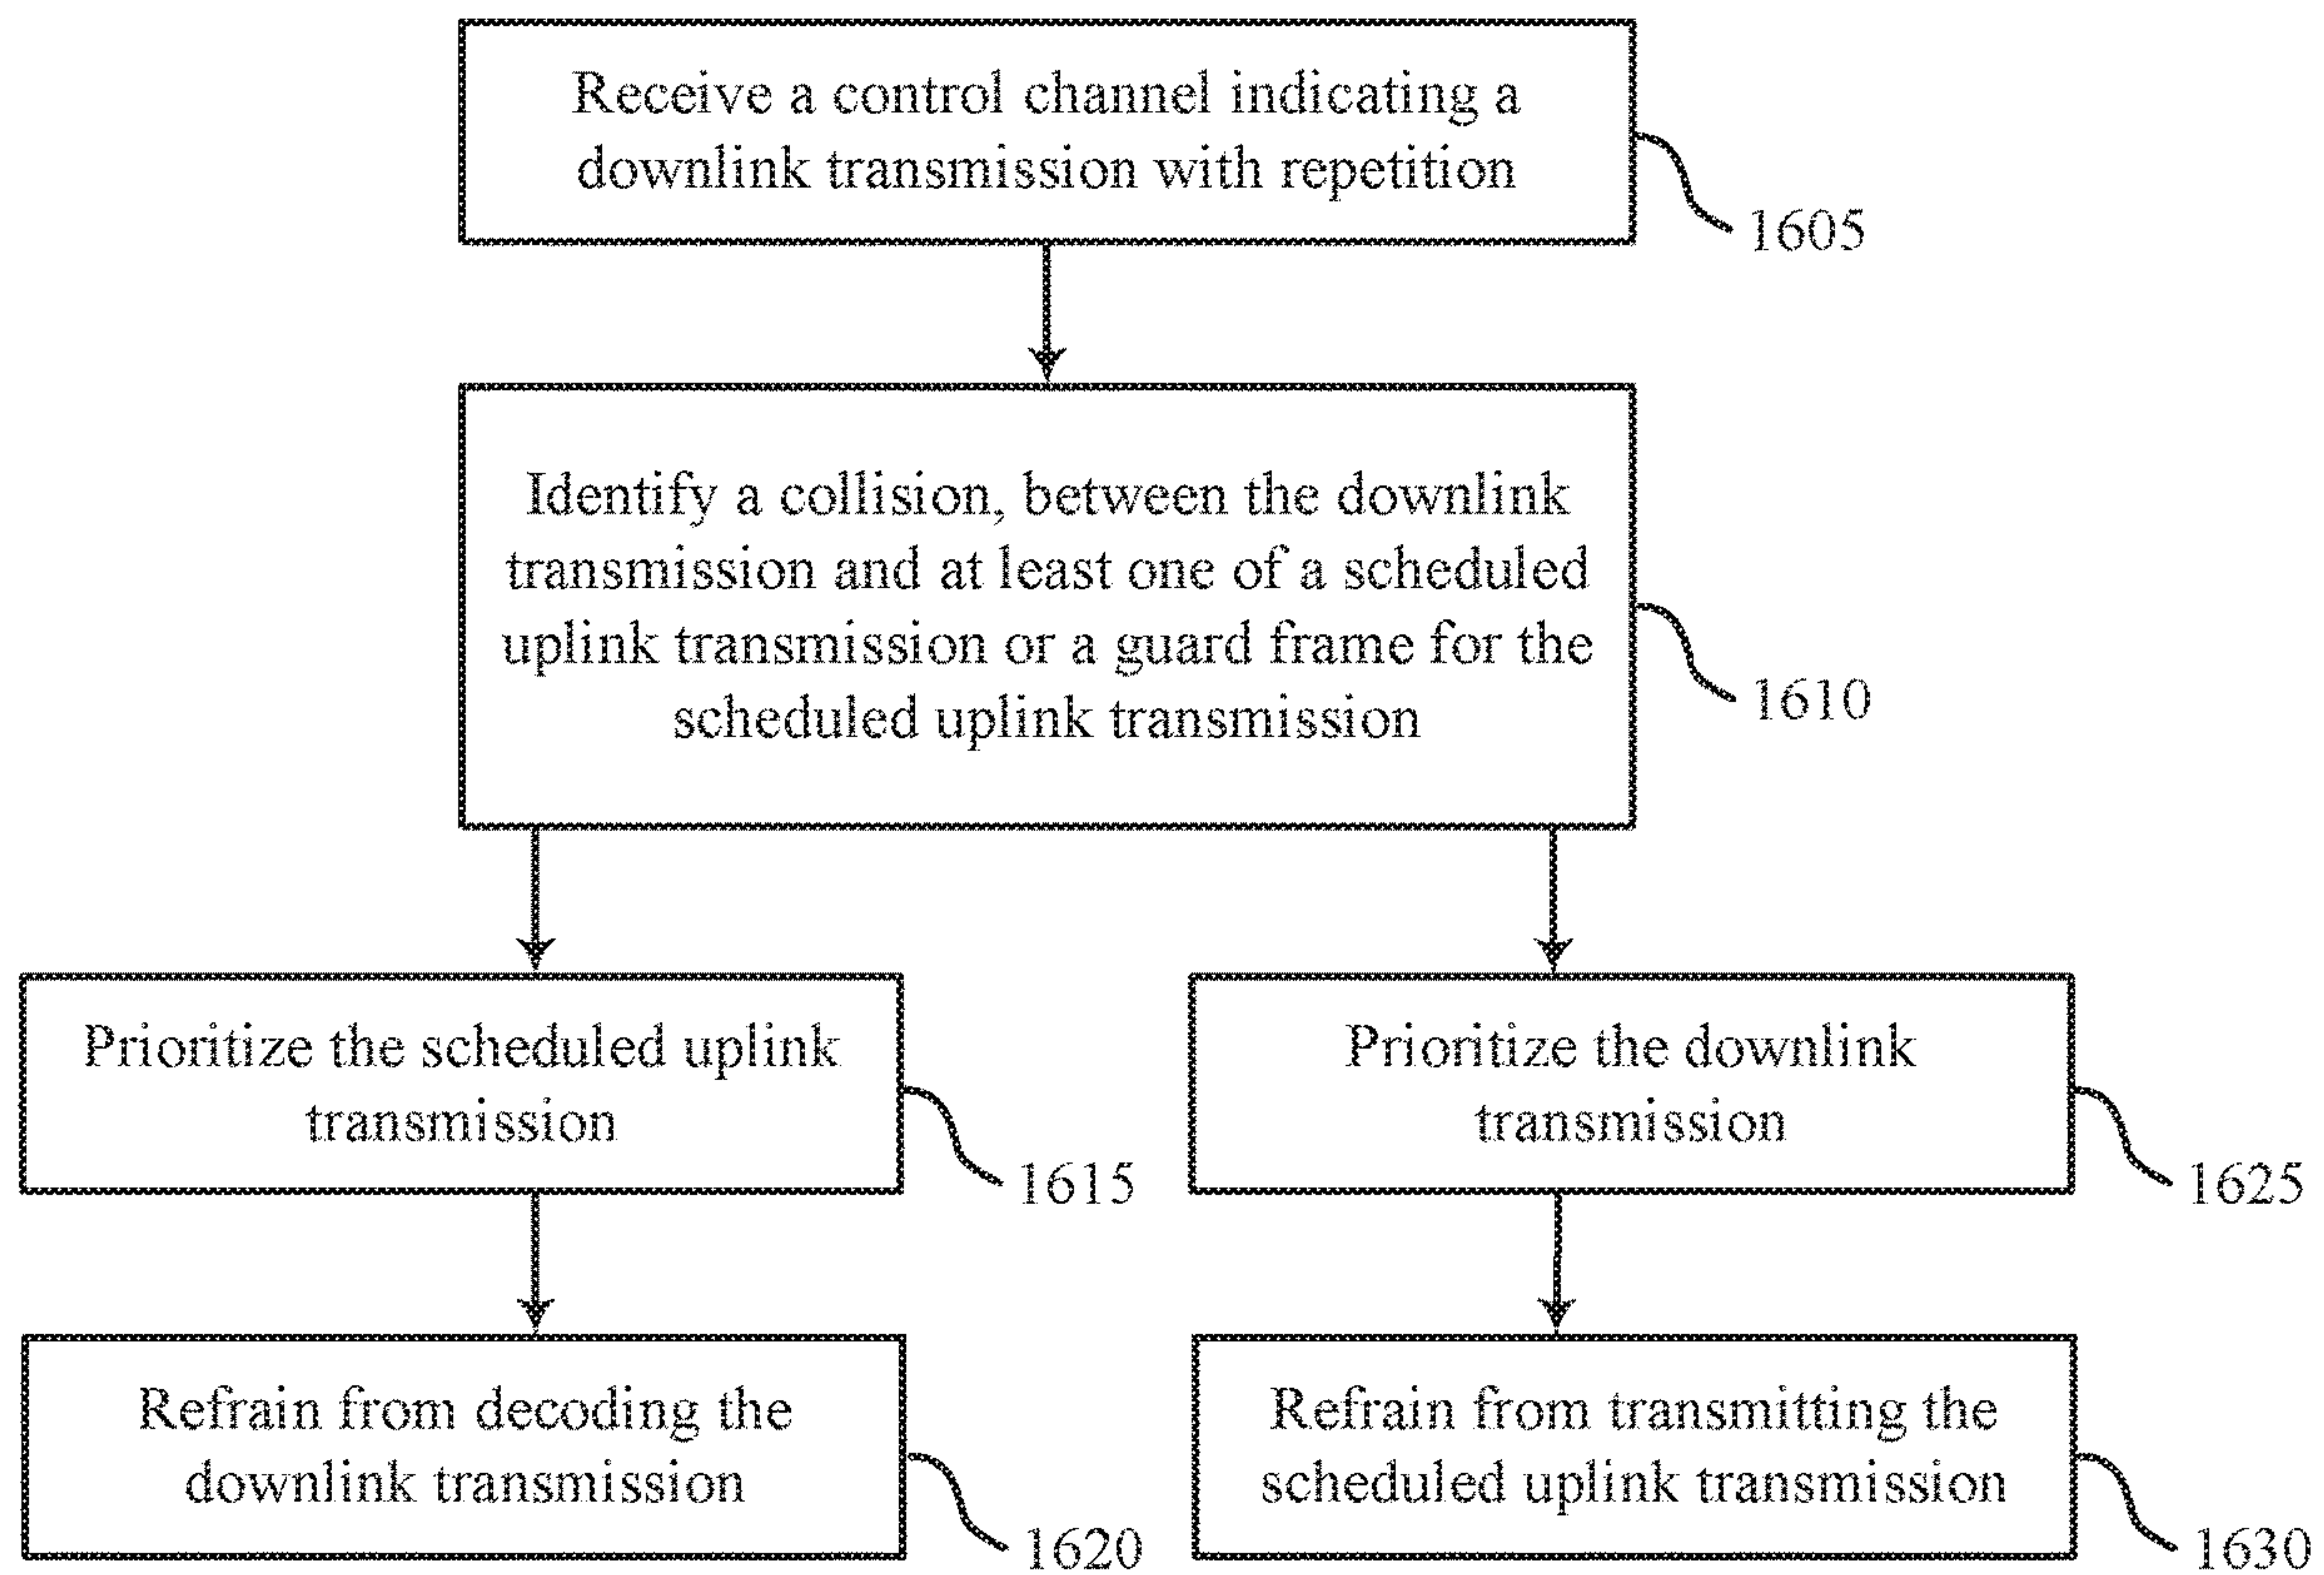 Receive a control channel indicating a
downlink transmission with repetition
1605
Identify a collision, between the downlink
transmission and at least one of a scheduled
uplink transmission or a guard frame for the
scheduled uplink transmission
1610
Prioritize the scheduled uplink
transmission
1615
Prioritize the downlink
transmission
1625
Refrain from decoding the
downlink transmission
1620
Refrain from transmitting the
scheduled uplink transmission
1630